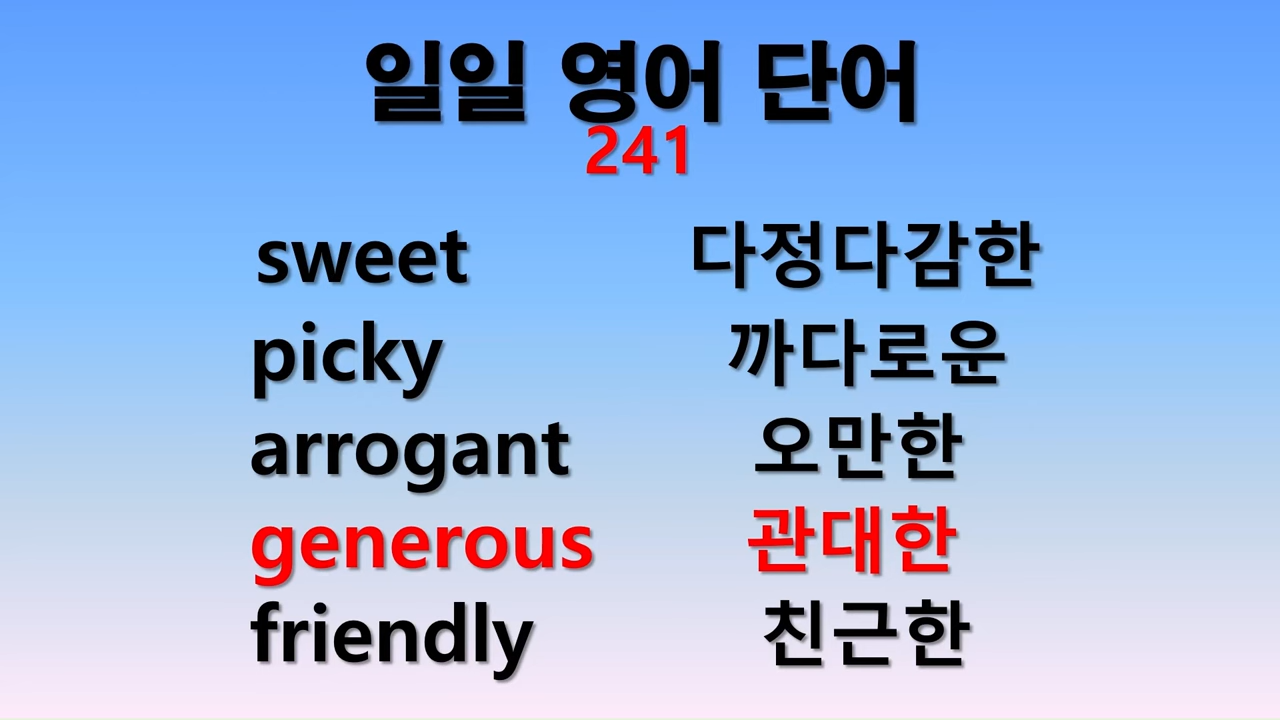 일일 영어 단어
241
sweet 다정다감한
picky 까다로운
arrogant 오만한
generous 관대한
friendly 친근한